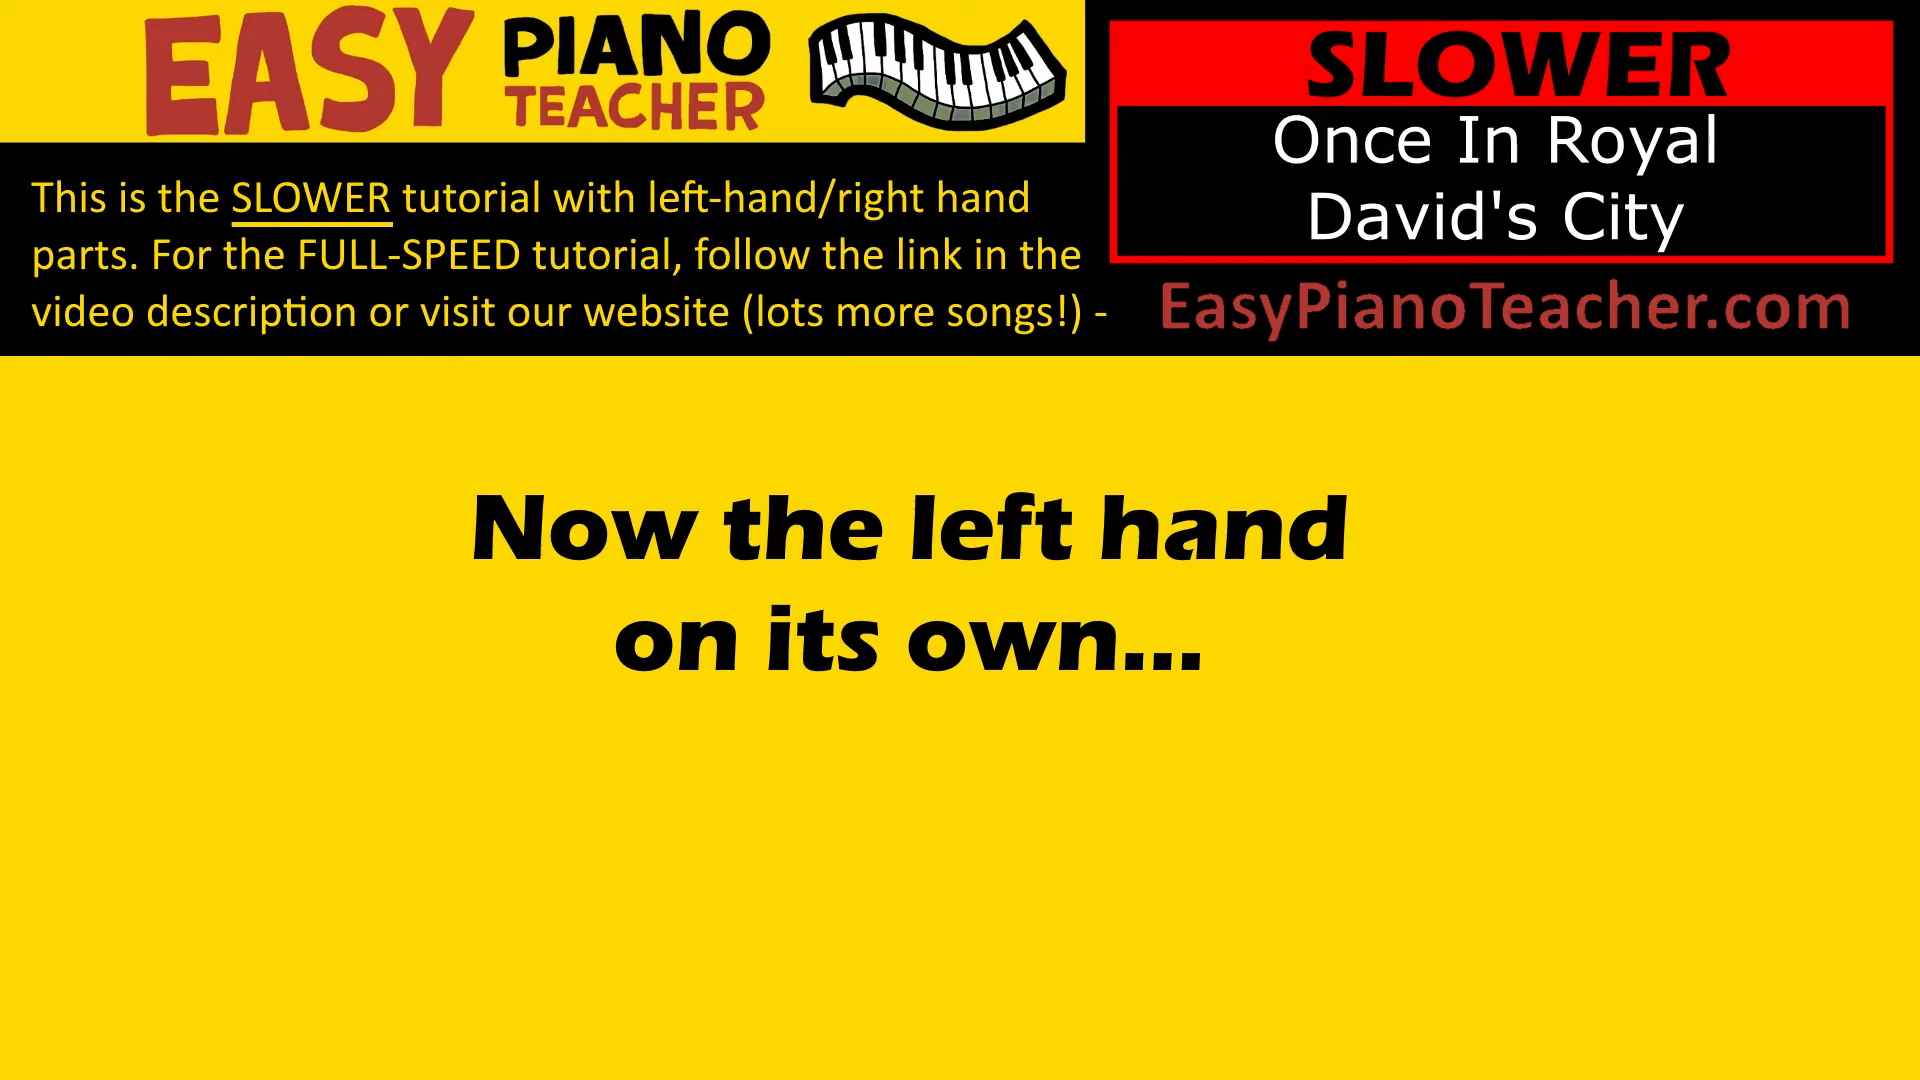 EASY PIANO
TEACHER
SLOWER
Once In Royal
David's City
This is the SLOWER tutorial with left-hand/right hand
parts. For the FULL-SPEED tutorial, follow the link in the
video description or visit our website (lots more songs!) -
EasyPianoTeacher.com
Now the left hand
on its own...